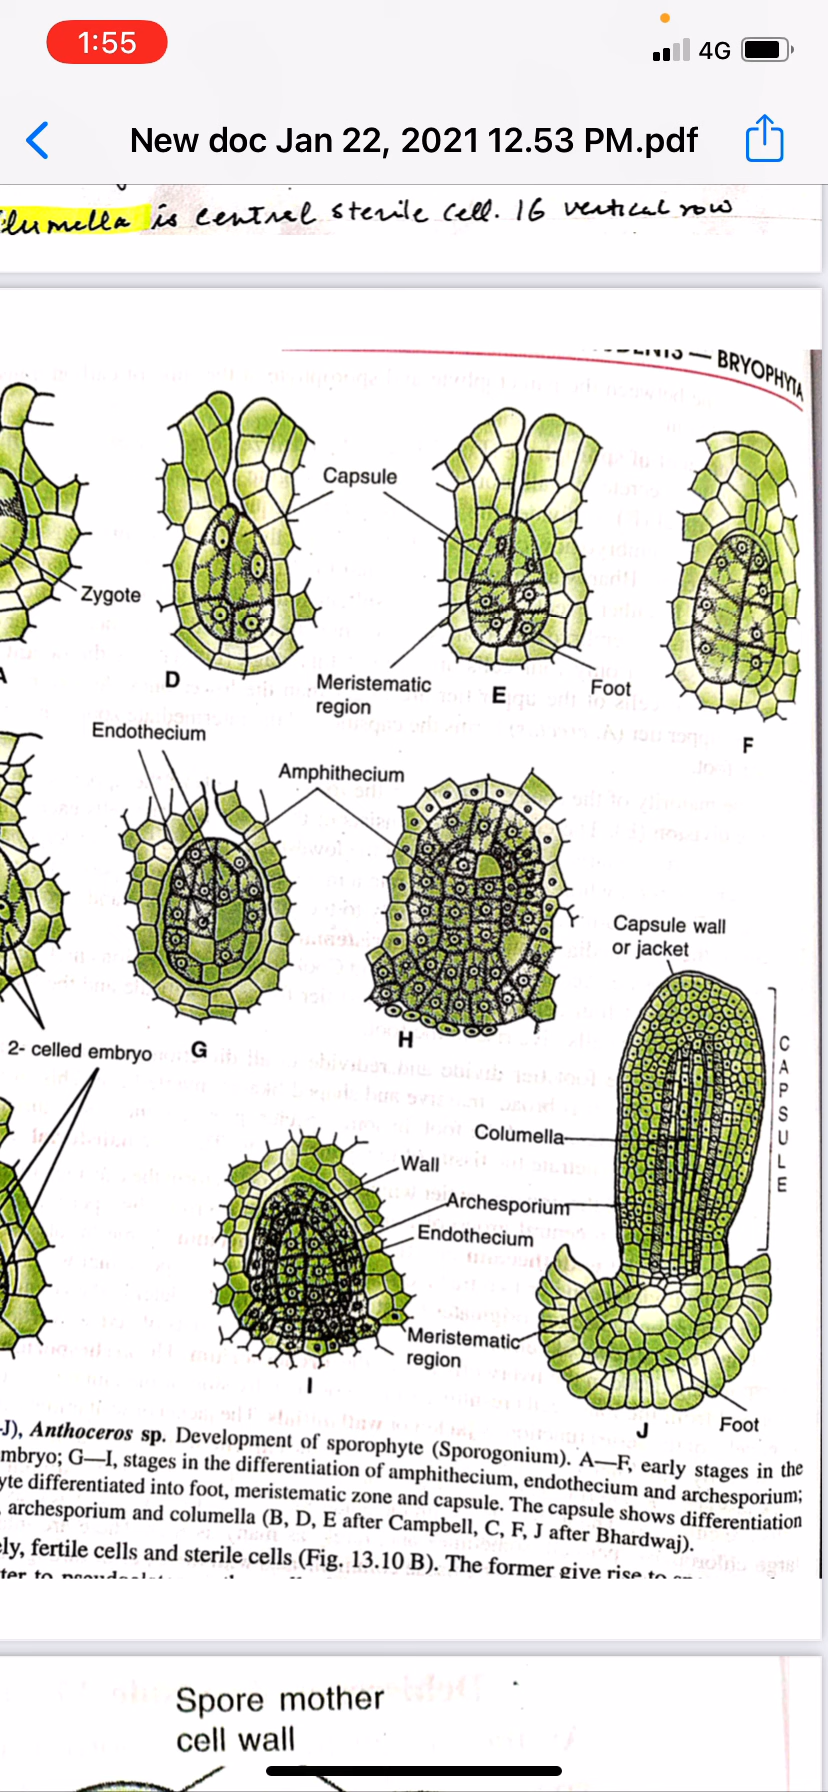 1:55
4G
New doc Jan 22, 2021 12.53 PM.pdf
is central sterile cell. 16 vertical row
— BRYOPHYTA
Capsule
Zygote
A
D
Meristematic
region
E
Foot
F
Endothecium
Amphithecium
Capsule wall
or jacket
2- celled embryo
G
H
CAPSULE
Columella
Wall
Archesporium
Endothecium
Meristematic
region
I
J
Foot
-J), Anthoceros sp. Development of sporophyte (Sporogonium). A—F, early stages in the
mbryo; G—I, stages in the differentiation of amphithecium, endothecium and archesporium;
yte differentiated into foot, meristematic zone and capsule. The capsule shows differentiation
archesporium and columella (B, D, E after Campbell, C, F, J after Bhardwaj).
ely, fertile cells and sterile cells (Fig. 13.10 B). The former give rise to
Spore mother
cell wall